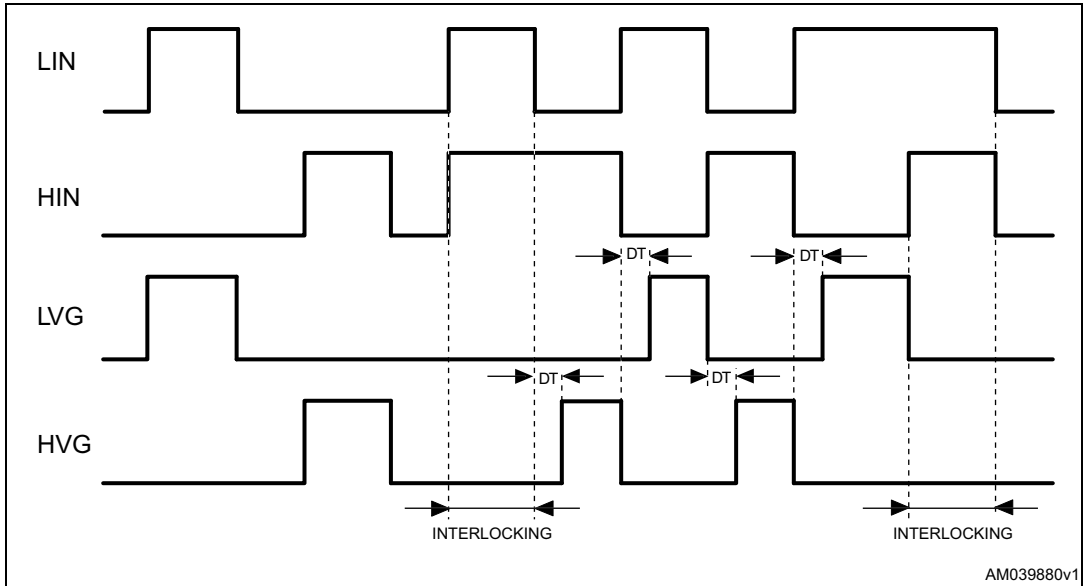 LIN
HIN
DT
DT
LVG
DT
DT
HVG
INTERLOCKING
INTERLOCKING
AM039880v1